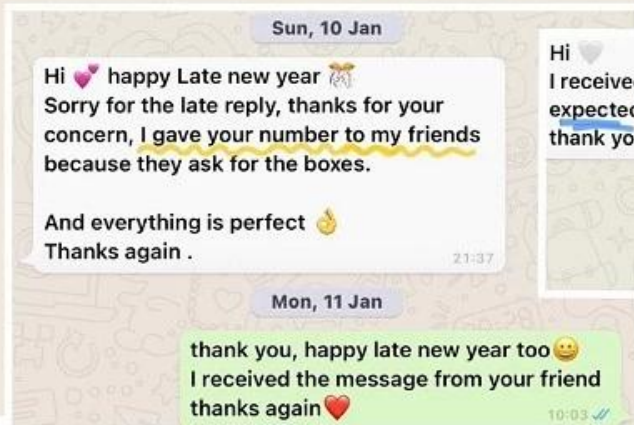 Sun, 10 Jan
Hi 💕 happy Late new year 🎊
Sorry for the late reply, thanks for your
concern, I gave your number to my friends
because they ask for the boxes.
And everything is perfect 👌
Thanks again .
21:37
Mon, 11 Jan
thank you, happy late new year too😀
I received the message from your friend
thanks again❤️
10:03
Hi 🤍
I receive
expected
thank yo